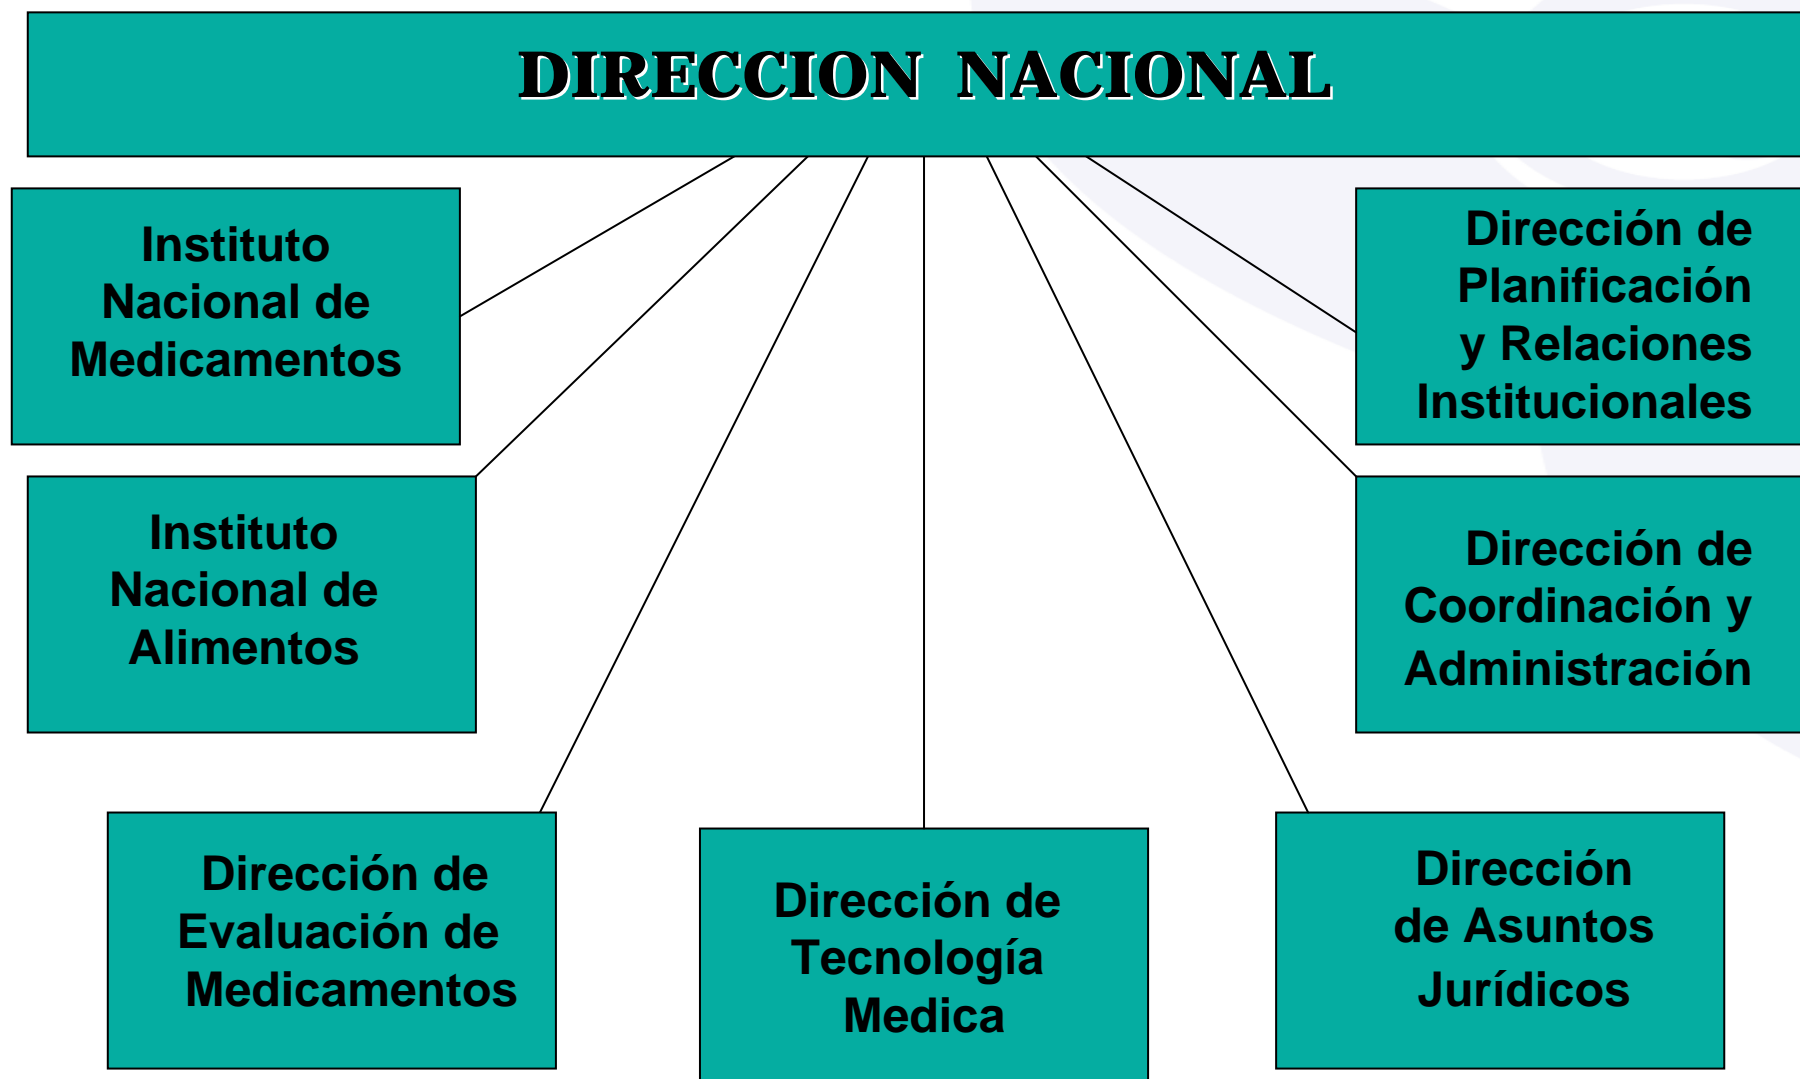 DIRECCION NACIONAL
Instituto
Nacional de
Medicamentos
Dirección de
Planificación
y Relaciones
Institucionales
Instituto
Nacional de
Alimentos
Dirección de
Coordinación y
Administración
Dirección de
Evaluación de
Medicamentos
Dirección de
Tecnología
Medica
Dirección
de Asuntos
Jurídicos